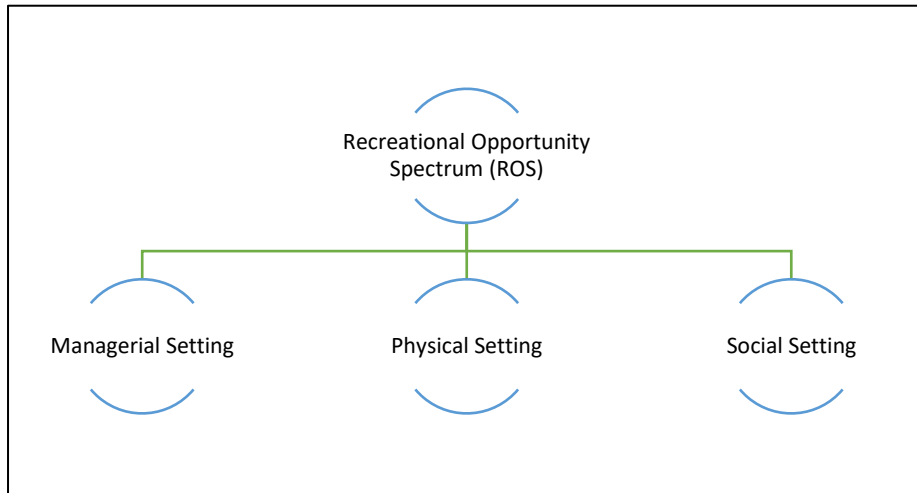 Recreational Opportunity
Spectrum (ROS)
Managerial Setting
Physical Setting
Social Setting